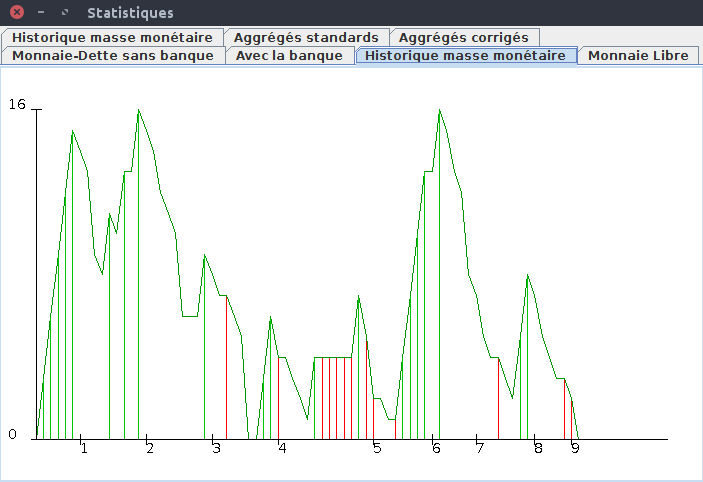 Statistiques
Historique masse monétaire Aggrégés standards Aggrégés corrigés
Monnaie-Dette sans banque Avec la banque Historique masse monétaire Monnaie Libre
16
0
1 2 3 4 5 6 7 8 9